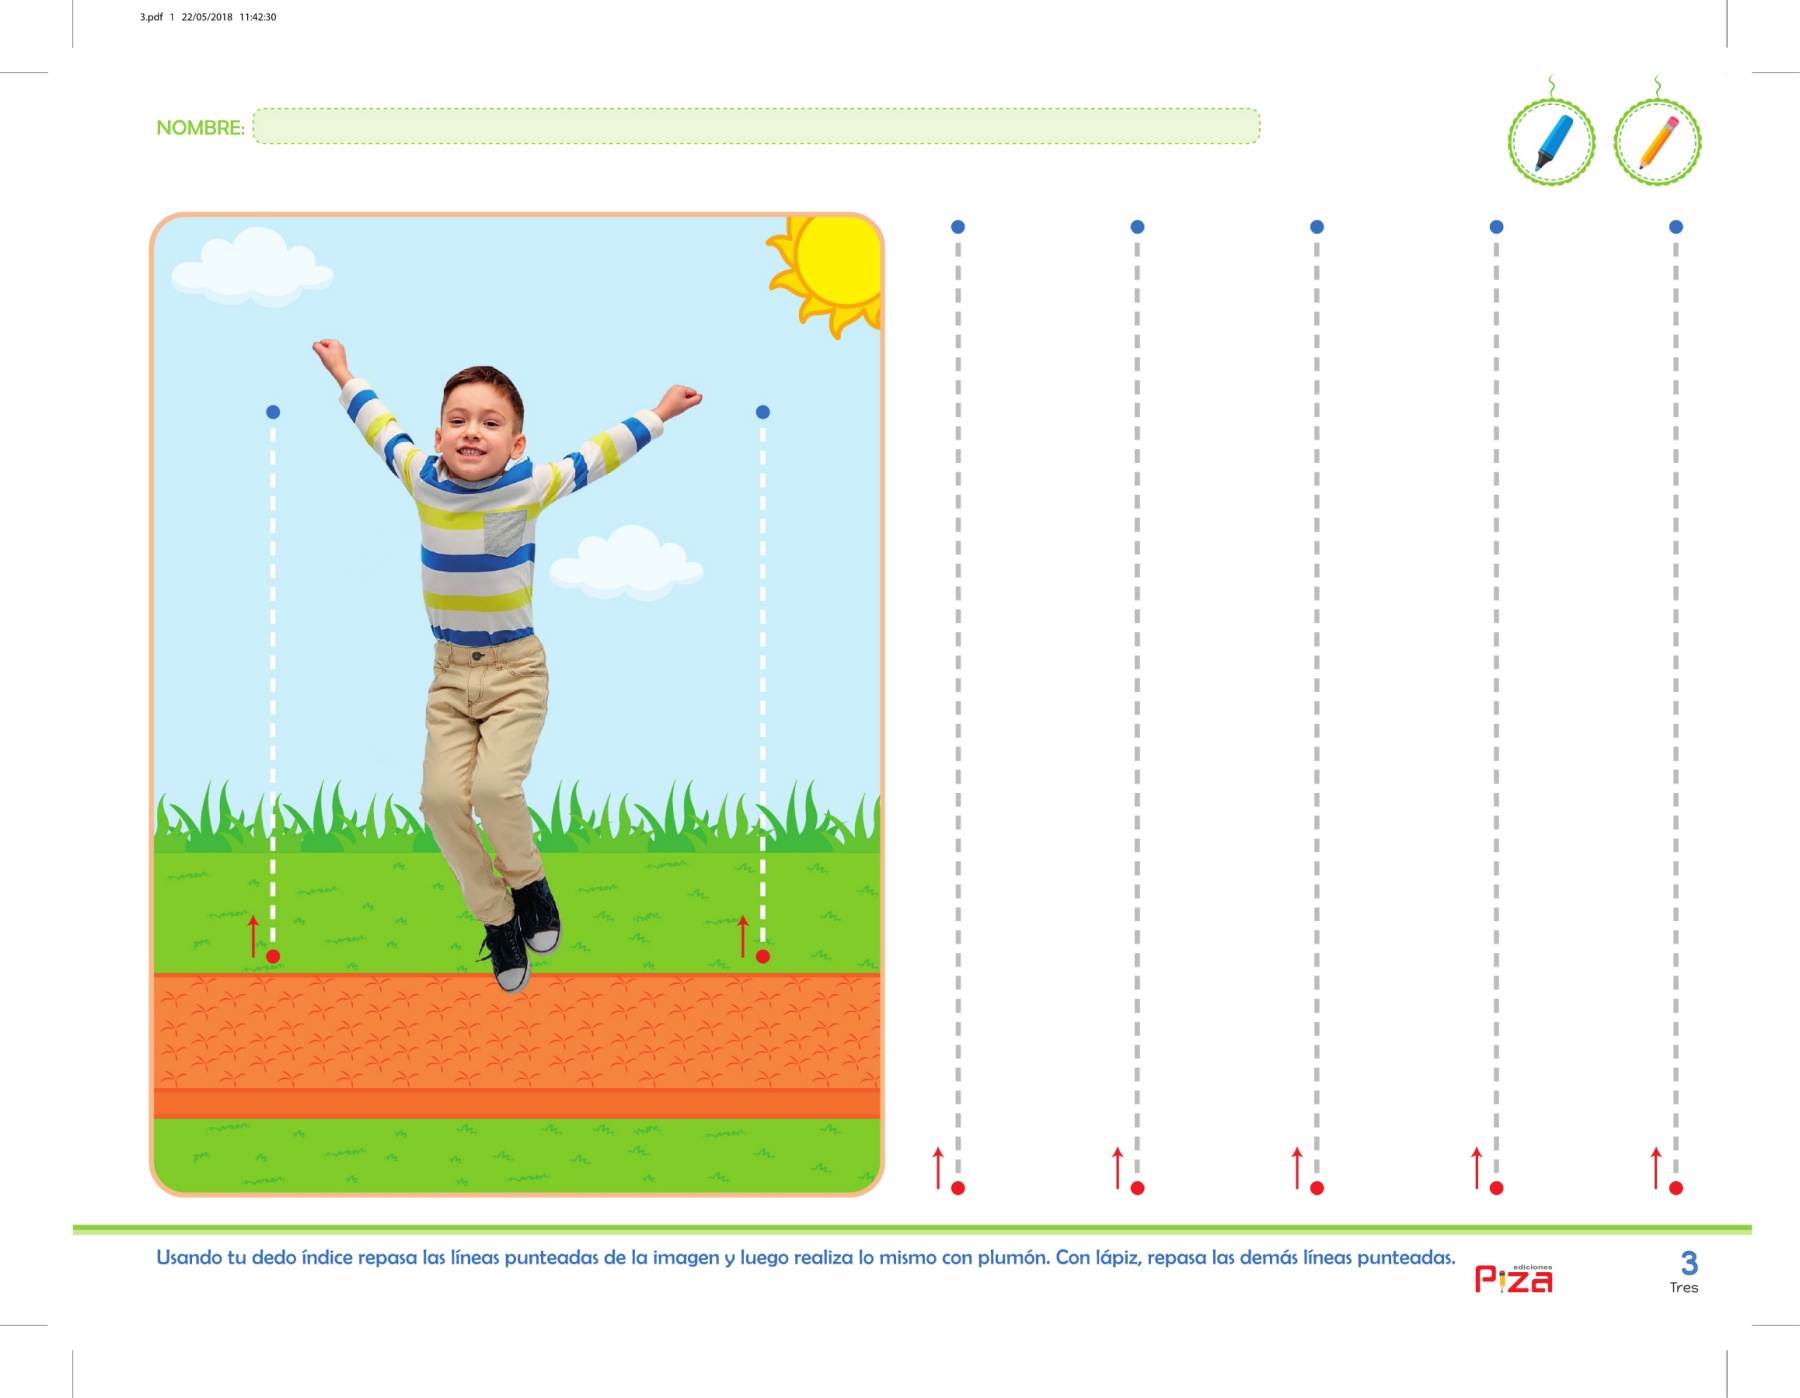 3.pdf 1 22/05/2018 11:42:30
NOMBRE:
Usando tu dedo índice repasa las líneas punteadas de la imagen y luego realiza lo mismo con plumón. Con lápiz, repasa las demás líneas punteadas.
ediciones
Piza
3
Tres